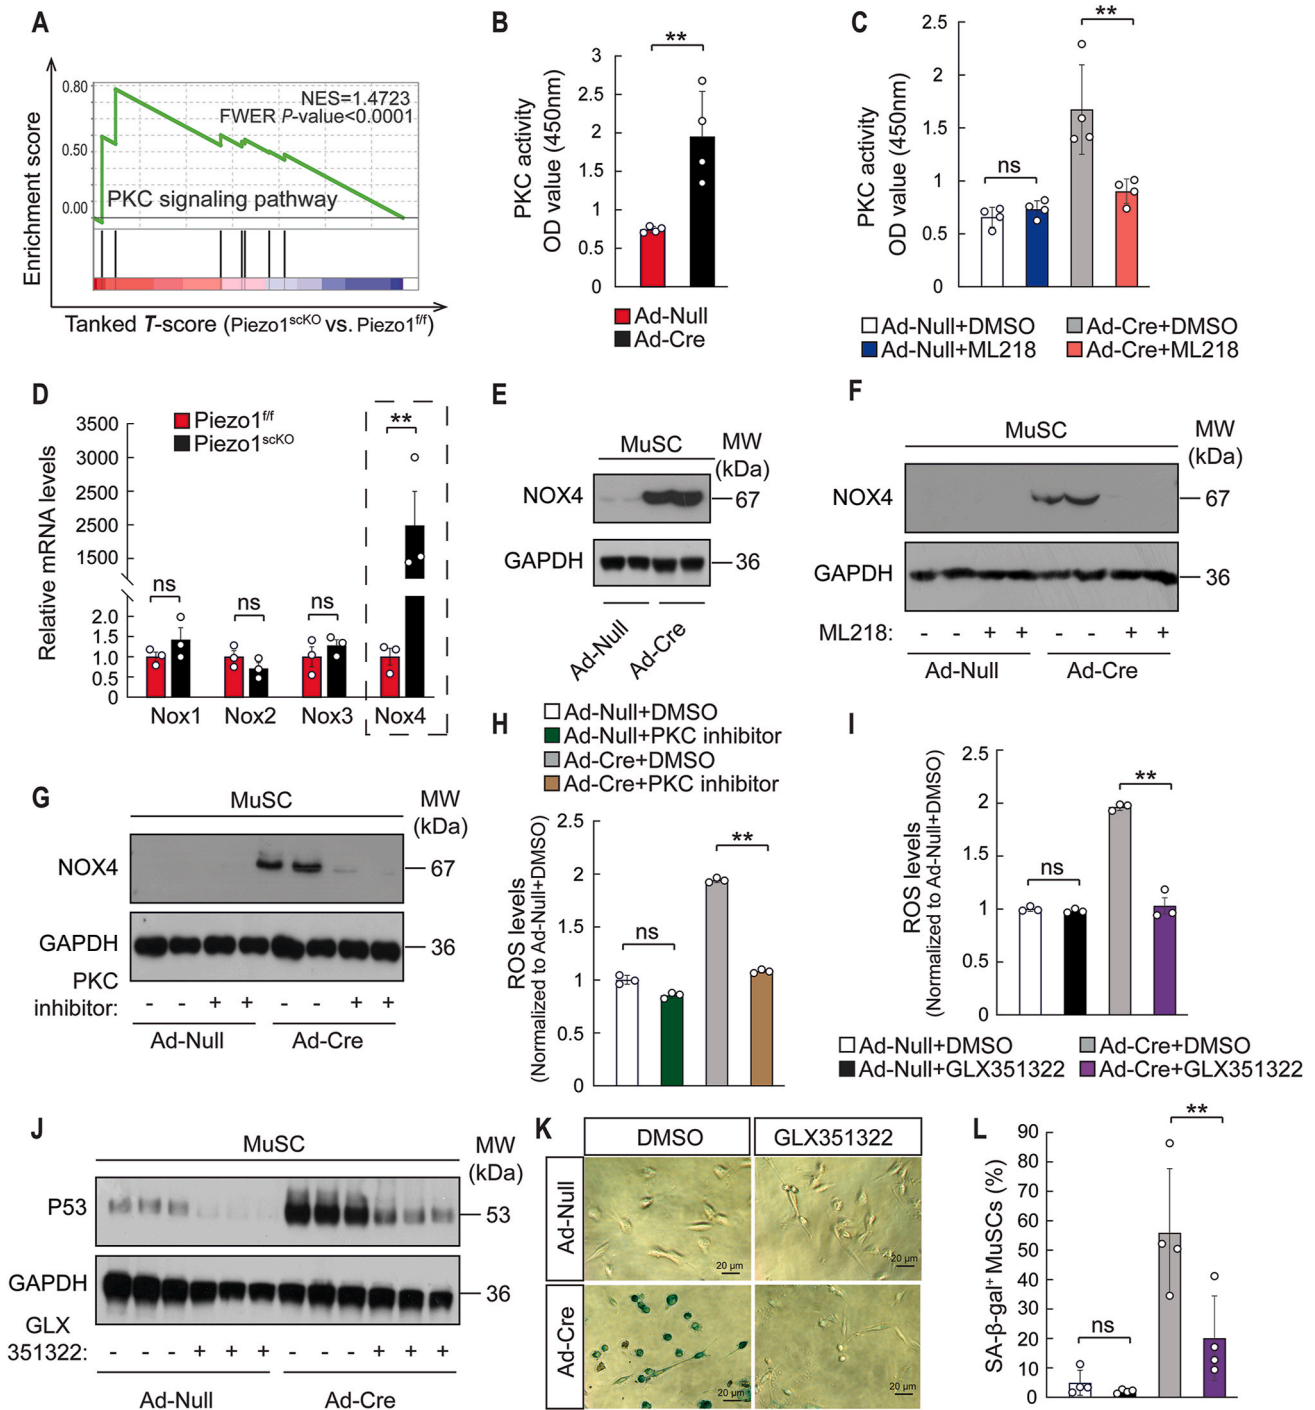 A
Enrichment score
0.80
0.50
0.00
NES=1.4723
FWER P-value<0.0001
PKC signaling pathway
Tanked T-score (Piezo1scKO vs. Piezo1f/f)
B
PKC activity
OD value (450nm)
3
2.5
2
1.5
1
0.5
0
**
Ad-Null
Ad-Cre
C
PKC activity
OD value (450nm)
2.5
2
1.5
1
0.5
0
ns
**
Ad-Null+DMSO
Ad-Null+ML218
Ad-Cre+DMSO
Ad-Cre+ML218
D
Relative mRNA levels
3500
3000
2500
2500
1500
2.0
1.5
1.0
0.5
0
Piezo1f/f
Piezo1scKO
ns
ns
ns
**
Nox1
Nox2
Nox3
Nox4
E
MuSC
MW
(kDa)
NOX4
67
GAPDH
36
Ad-Null
Ad-Cre
F
MuSC
MW
(kDa)
NOX4
67
GAPDH
36
ML218: - - + + - - + +
Ad-Null
Ad-Cre
G
MuSC
MW
(kDa)
NOX4
67
GAPDH
36
PKC
inhibitor: - - + + - - + +
Ad-Null
Ad-Cre
H
Ad-Null+DMSO
Ad-Null+PKC inhibitor
Ad-Cre+DMSO
Ad-Cre+PKC inhibitor
ROS levels
(Normalized to Ad-Null+DMSO)
2.5
2
1.5
1
0.5
0
ns
**
I
ROS levels
(Normalized to Ad-Null+DMSO)
2.5
2
1.5
1
0.5
0
ns
**
Ad-Null+DMSO
Ad-Null+GLX351322
Ad-Cre+DMSO
Ad-Cre+GLX351322
J
MuSC
MW
(kDa)
P53
53
GAPDH
36
GLX
351322: - - - + + + - - - + + +
Ad-Null
Ad-Cre
K
DMSO
GLX351322
Ad-Null
20 µm
20 µm
Ad-Cre
20 µm
20 µm
L
SA-β-gal+ MuSCs (%)
90
80
70
60
50
40
30
20
10
0
ns
**